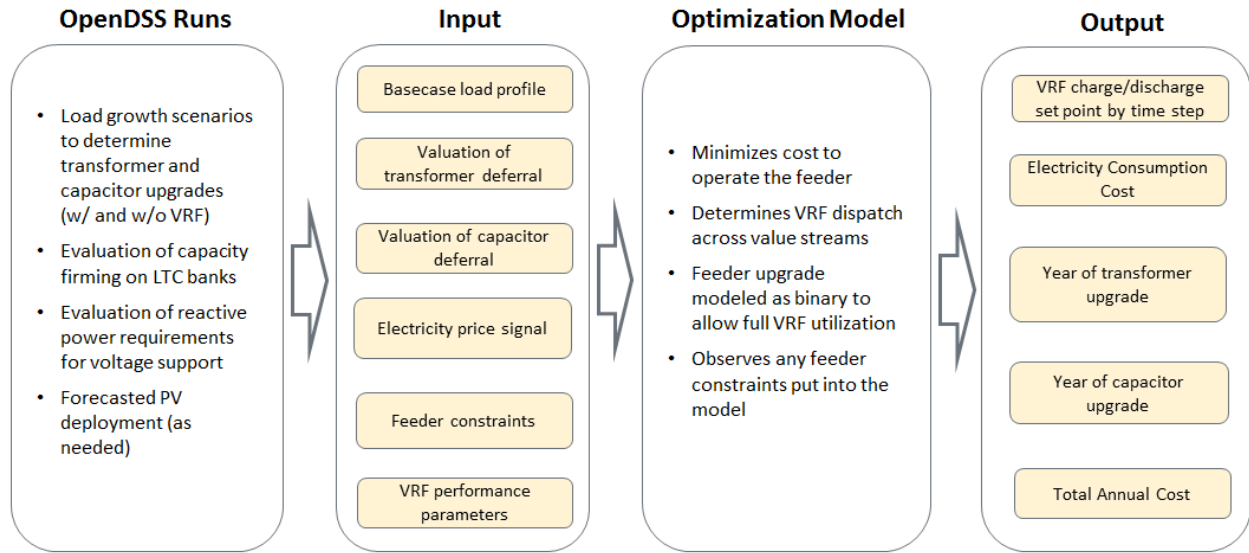 OpenDSS Runs
• Load growth scenarios
to determine
transformer and
capacitor upgrades
(w/ and w/o VRF)
• Evaluation of capacity
firming on LTC banks
• Evaluation of reactive
power requirements
for voltage support
• Forecasted PV
deployment (as
needed)
Input
Basecase load profile
Valuation of
transformer deferral
Valuation of capacitor
deferral
Electricity price signal
Feeder constraints
VRF performance
parameters
Optimization Model
• Minimizes cost to
operate the feeder
• Determines VRF dispatch
across value streams
• Feeder upgrade
modeled as binary to
allow full VRF utilization
• Observes any feeder
constraints put into the
model
Output
VRF charge/discharge
set point by time step
Electricity Consumption
Cost
Year of transformer
upgrade
Year of capacitor
upgrade
Total Annual Cost